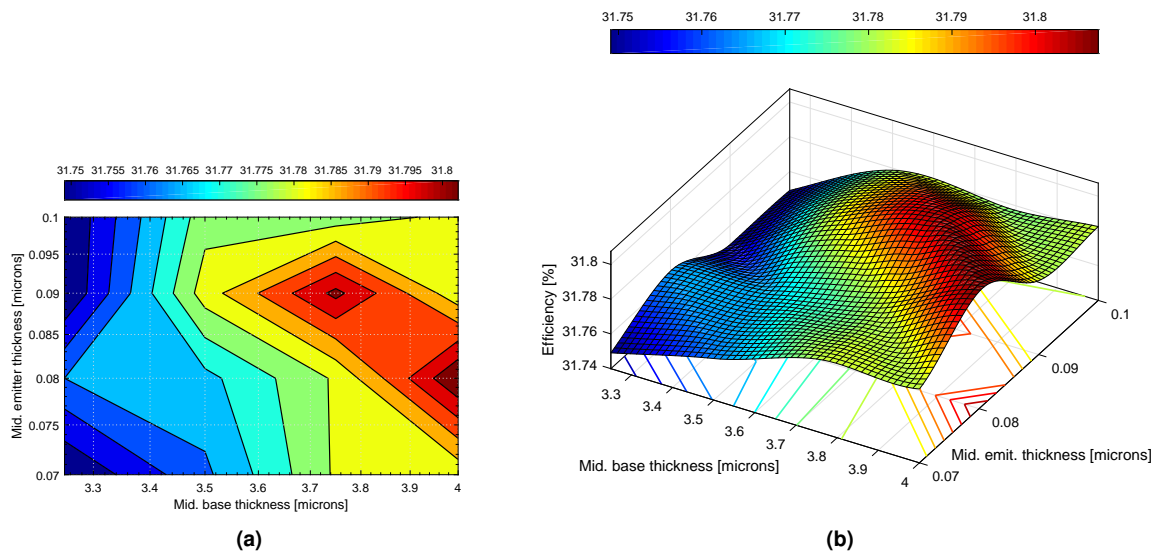 31.75 31.76 31.77 31.78 31.79 31.8
31.75 31.755 31.76 31.765 31.77 31.775 31.78 31.785 31.79 31.795 31.8
0.1
0.095
0.09
0.085
0.08
0.075
0.07
Mid. emitter thickness [microns]
3.3 3.4 3.5 3.6 3.7 3.8 3.9 4
Mid. base thickness [microns]
(a)
31.8
31.78
31.76
31.74
Efficiency [%]
3.3 3.4 3.5 3.6 3.7 3.8 3.9 4
Mid. base thickness [microns]
0.1
0.09
0.08
0.07
Mid. emit. thickness [microns]
(b)